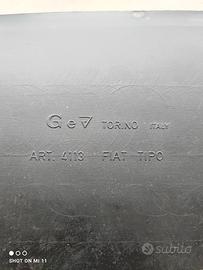 GeV TORINO ITALY
ART. 4113 FIAT TIPO
SHOT ON MI 11
subito